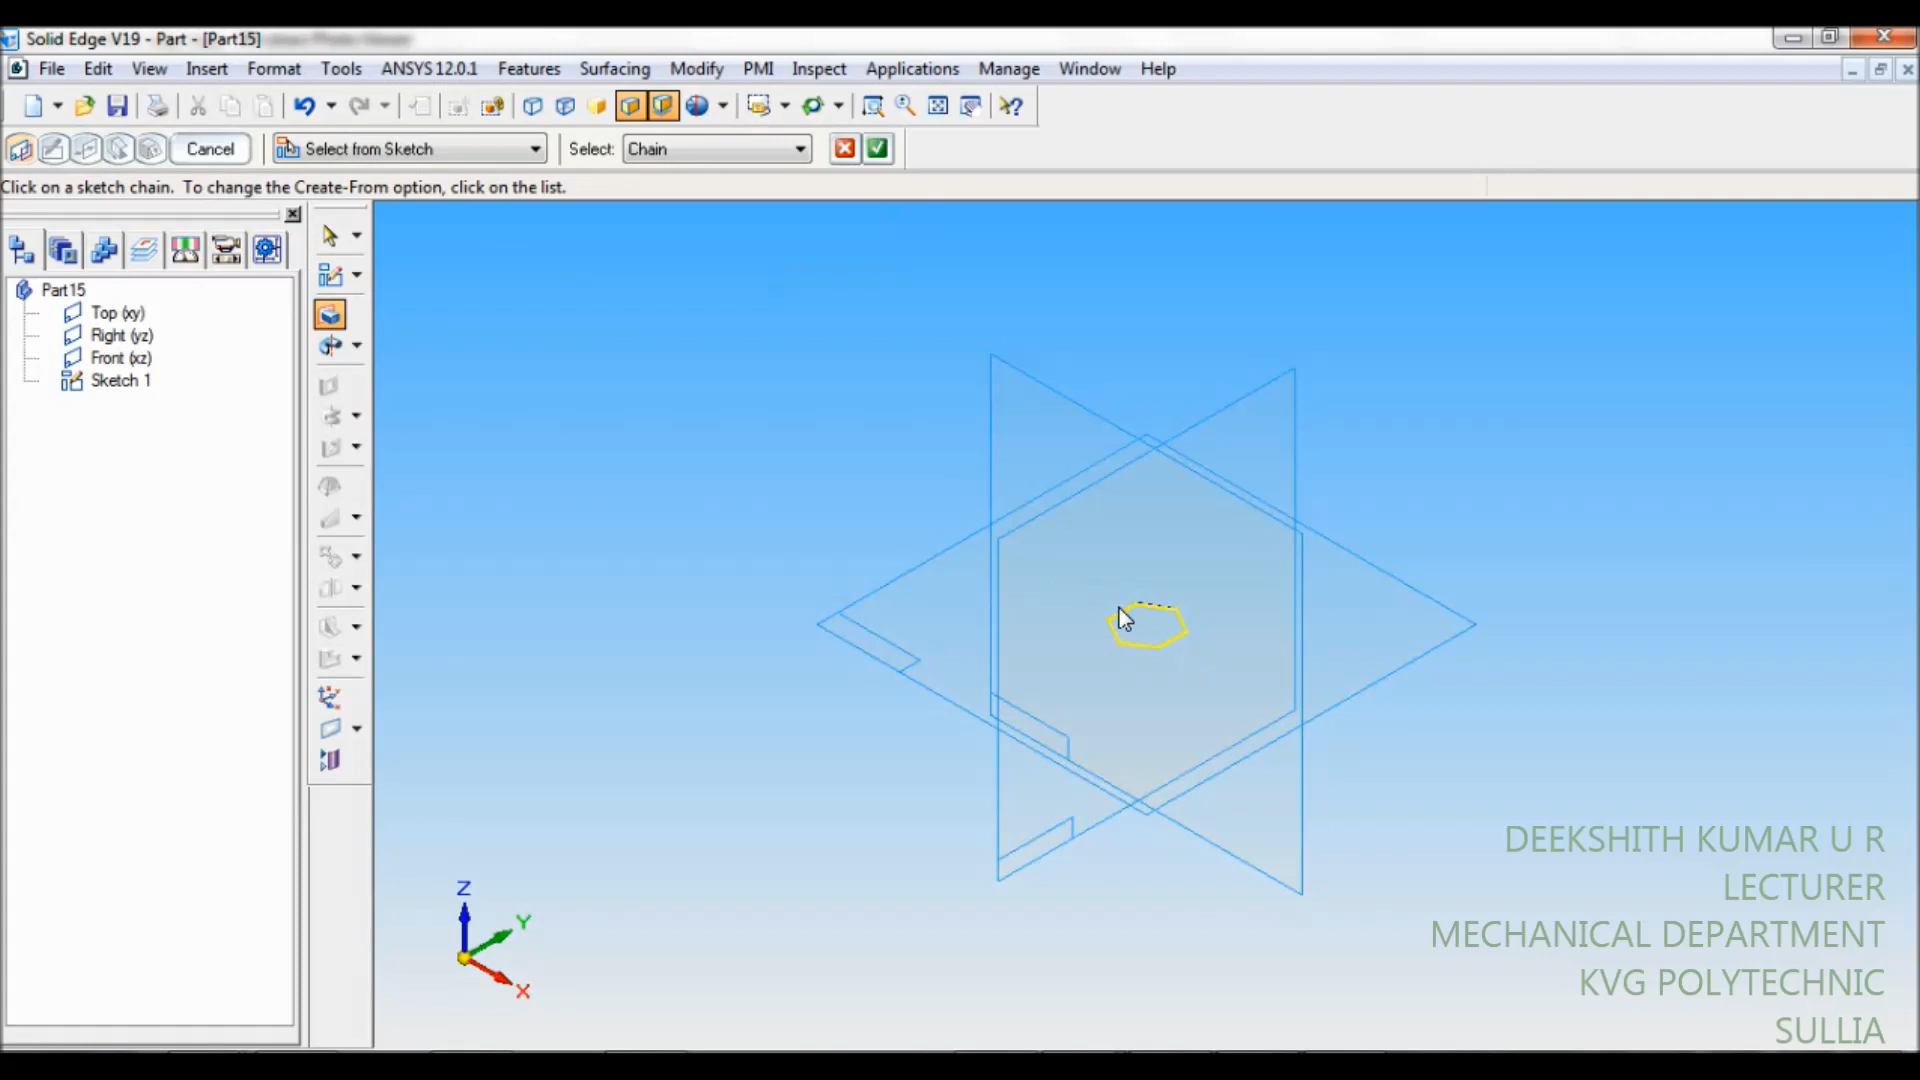 Solid Edge V19 - Part - [Part15]
File Edit View Insert Format Tools ANSYS 12.0.1 Features Surfacing Modify PMI Inspect Applications Manage Window Help
Cancel Select from Sketch Select: Chain
Click on a sketch chain. To change the Create-From option, click on the list.
Part15
Top (xy)
Right (yz)
Front (xz)
Sketch 1
Z
Y
X
DEEKSHITH KUMAR U R
LECTURER
MECHANICAL DEPARTMENT
KVG POLYTECHNIC
SULLIA